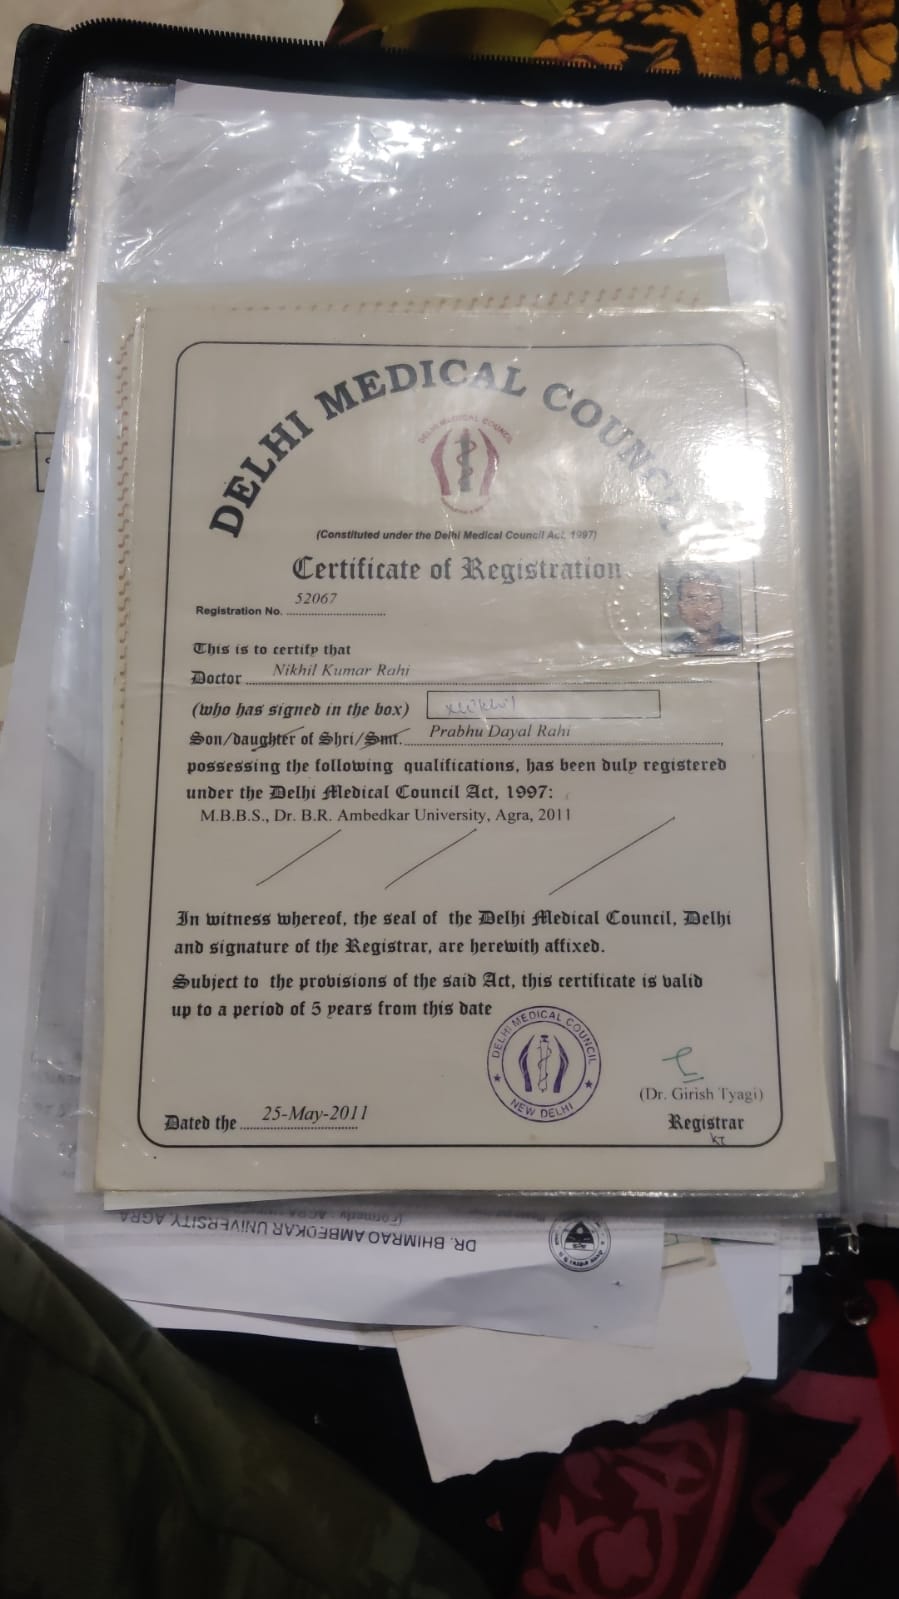 DELHI MEDICAL COUNC
DELHI MEDICAL COUNCIL
(Constituted under the Delhi Medical Council Act, 1997)
Certificate of Registration
Registration No. 52067
This is to certify that
Doctor Nikhil Kumar Rahi
(who has signed in the box) Nikhil
Son/daughter of Shri/Smt. Prabhu Dayal Rahi
possessing the following qualifications, has been duly registered
under the Delhi Medical Council Act, 1997:
M.B.B.S., Dr. B.R. Ambedkar University, Agra, 2011
In witness whereof, the seal of the Delhi Medical Council, Delhi
and signature of the Registrar, are herewith affixed.
Subject to the provisions of the said Act, this certificate is valid
up to a period of 5 years from this date
DELHI MEDICAL COUNCIL
NEW DELHI
(Dr. Girish Tyagi)
Registrar
Dated the 25-May-2011
DR. BHIMRAO AMBEDKAR UNIVERSITY, AGRA